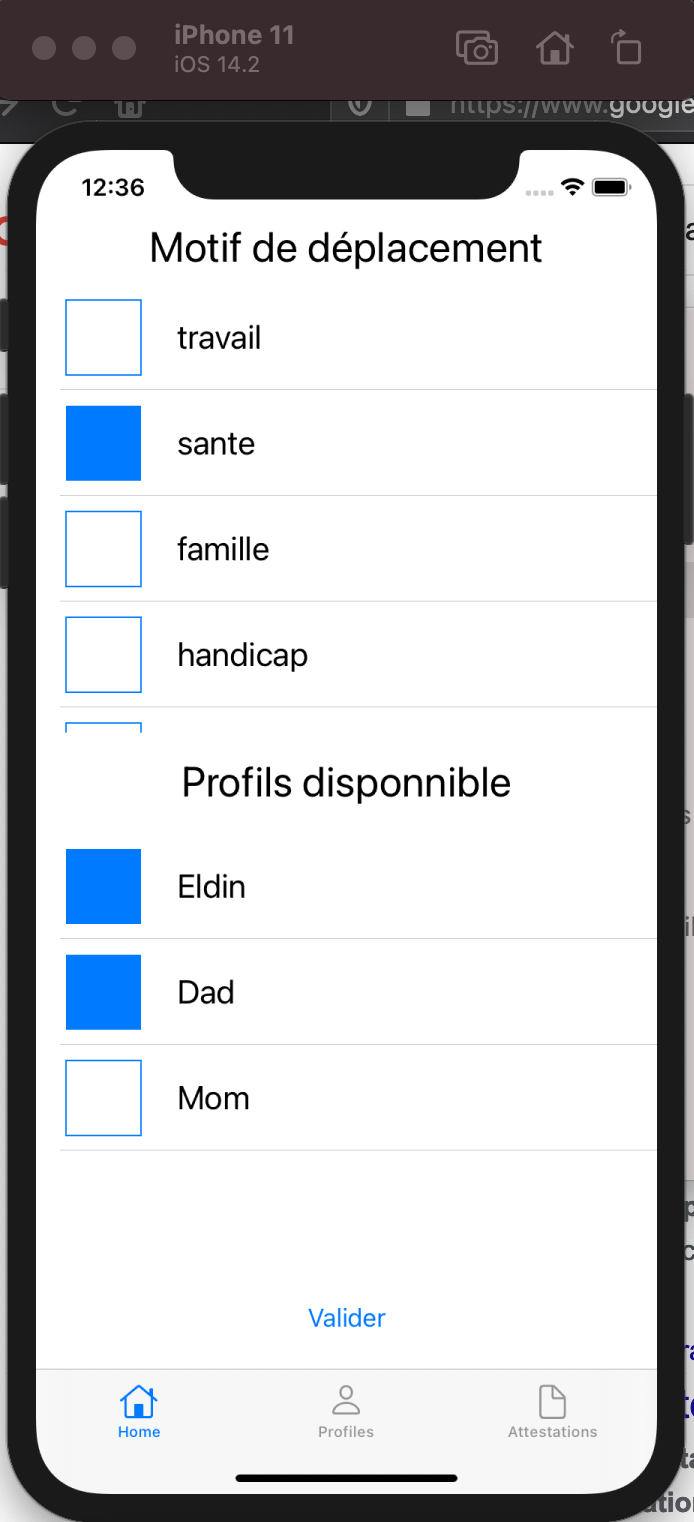 iPhone 11
iOS 14.2
https://www.google
12:36
Motif de déplacement
travail
sante
famille
handicap
Profils disponnible
Eldin
Dad
Mom
Valider
Home
Profiles
Attestations